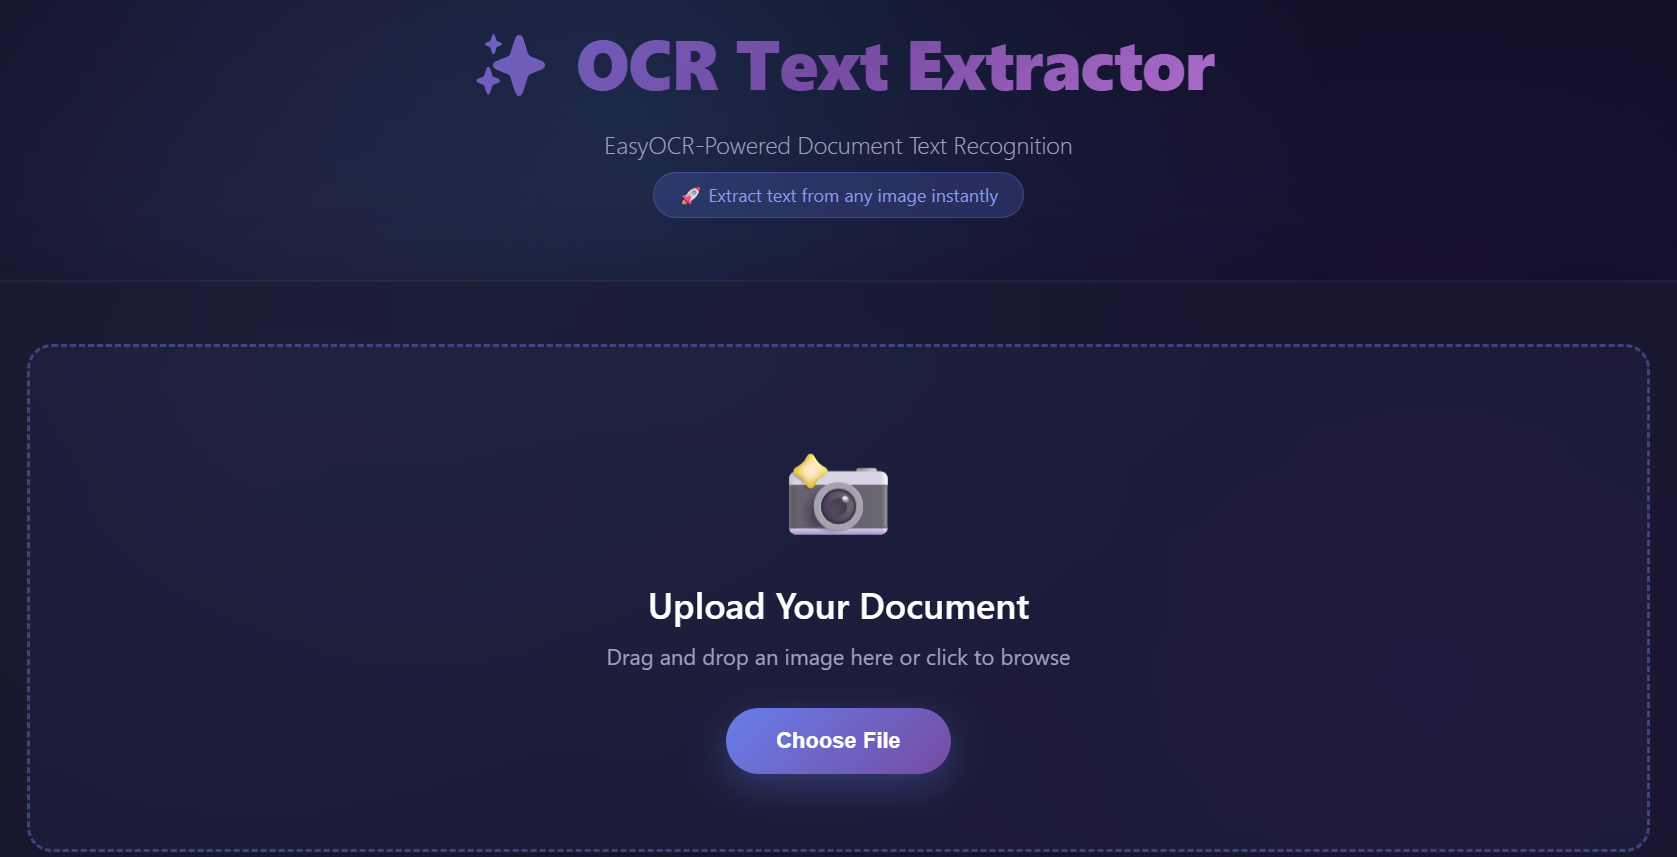 OCR Text Extractor
EasyOCR-Powered Document Text Recognition
Extract text from any image instantly
Upload Your Document
Drag and drop an image here or click to browse
Choose File